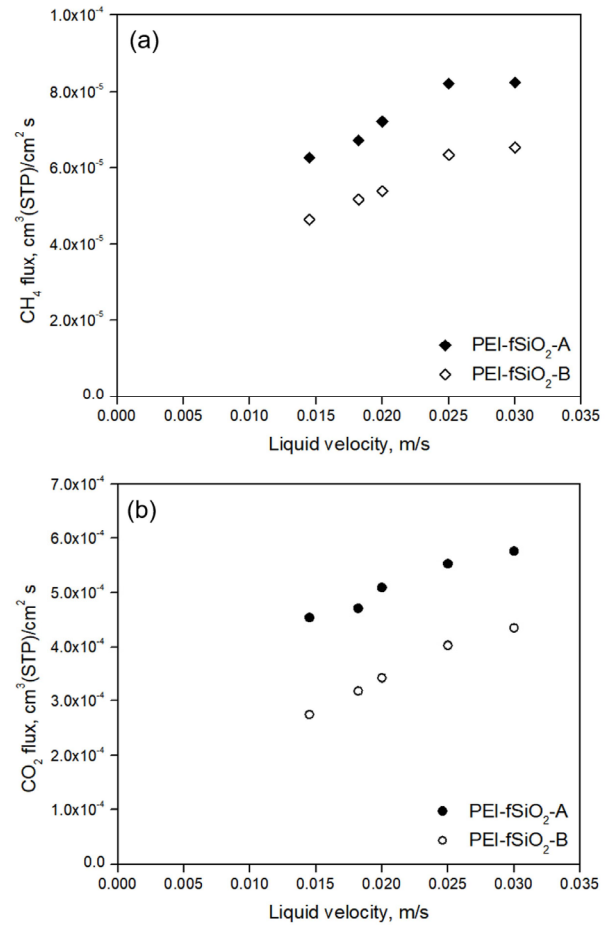 (a)
1.0x10⁻⁴
8.0x10⁻⁵
6.0x10⁻⁵
4.0x10⁻⁵
2.0x10⁻⁵
0.0
CH₄ flux, cm³(STP)/cm² s
PEI-fSiO₂-A
PEI-fSiO₂-B
0.000 0.005 0.010 0.015 0.020 0.025 0.030 0.035
Liquid velocity, m/s
(b)
7.0x10⁻⁴
6.0x10⁻⁴
5.0x10⁻⁴
4.0x10⁻⁴
3.0x10⁻⁴
2.0x10⁻⁴
1.0x10⁻⁴
0.0
CO₂ flux, cm³(STP)/cm² s
PEI-fSiO₂-A
PEI-fSiO₂-B
0.000 0.005 0.010 0.015 0.020 0.025 0.030 0.035
Liquid velocity, m/s